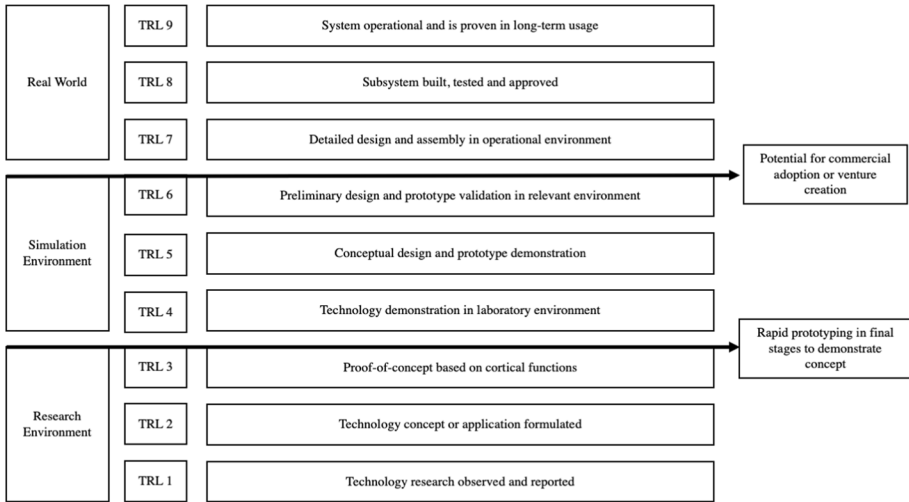 TRL 9
System operational and is proven in long-term usage
Real World
TRL 8
Subsystem built, tested and approved
TRL 7
Detailed design and assembly in operational environment
Potential for commercial
adoption or venture
creation
TRL 6
Preliminary design and prototype validation in relevant environment
Simulation
Environment
TRL 5
Conceptual design and prototype demonstration
TRL 4
Technology demonstration in laboratory environment
Rapid prototyping in final
stages to demonstrate
concept
TRL 3
Proof-of-concept based on cortical functions
Research
Environment
TRL 2
Technology concept or application formulated
TRL 1
Technology research observed and reported